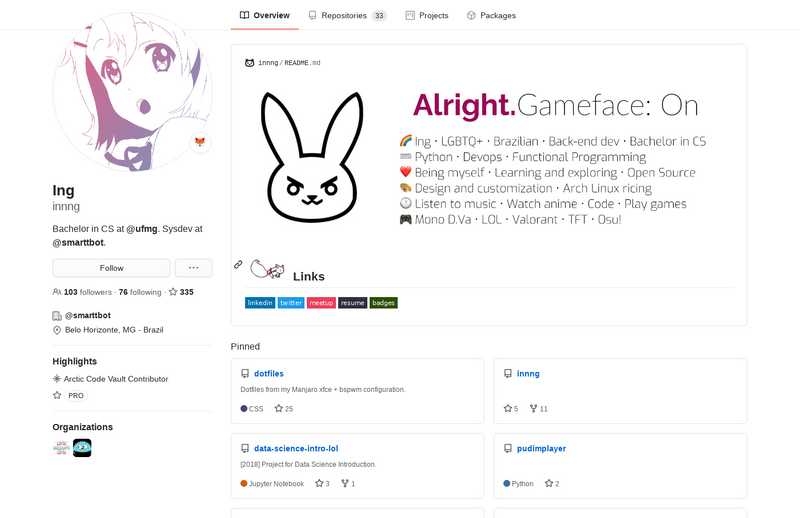 Overview
Repositories 33
Projects
Packages
Ing
innng
Bachelor in CS at @ufmg. Sysdev at
@smarttbot.
Follow
...
103 followers · 76 following · 335
@smarttbot
Belo Horizonte, MG - Brazil
Highlights
Arctic Code Vault Contributor
PRO
Organizations
innng / README.md
Alright.Gameface: On
Ing · LGBTQ+ · Brazilian · Back-end dev · Bachelor in CS
Python · Devops · Functional Programming
Being myself · Learning and exploring · Open Source
Design and customization · Arch Linux ricing
Listen to music · Watch anime · Code · Play games
Mono D.Va · LOL · Valorant · TFT · Osu!
Links
linkedin twitter meetup resume badges
Pinned
dotfiles
Dotfiles from my Manjaro xfce + bspwm configuration.
CSS 25
innng
5 11
data-science-intro-lol
[2018] Project for Data Science Introduction.
Jupyter Notebook 3 1
pudimplayer
Python 2